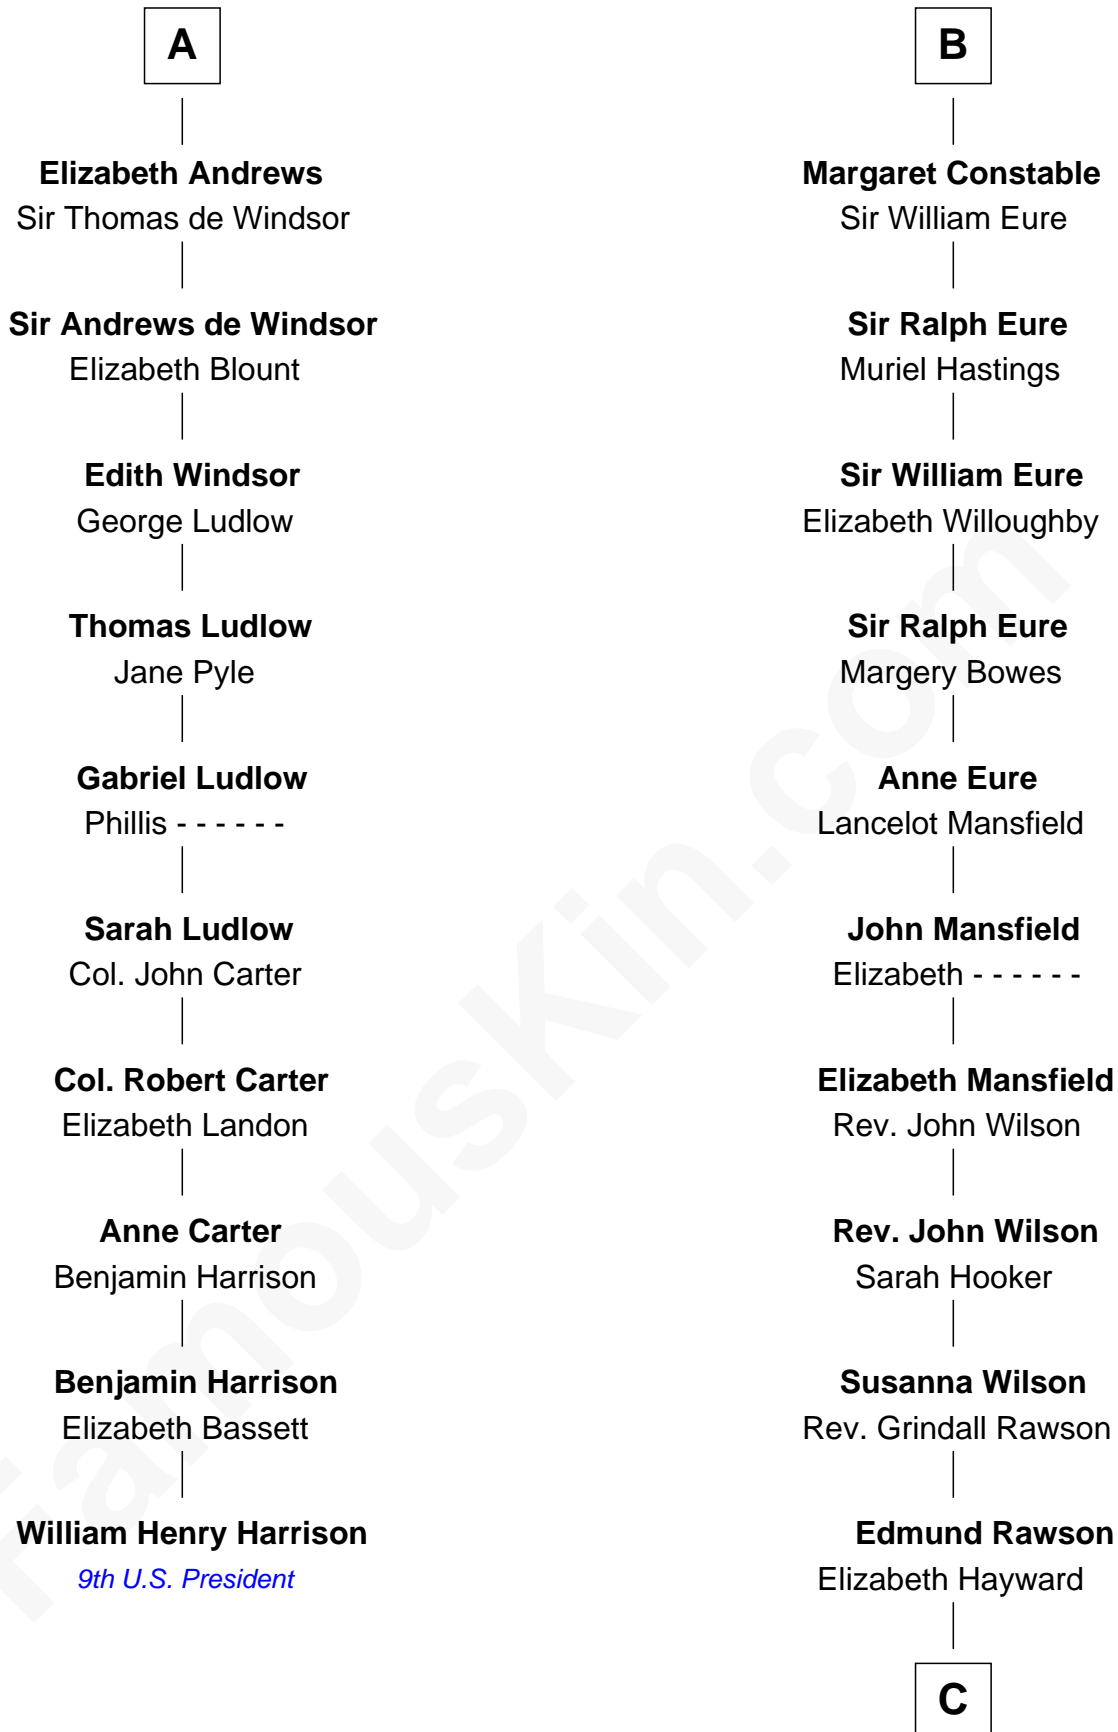 A
Elizabeth Andrews
Sir Thomas de Windsor
Sir Andrews de Windsor
Elizabeth Blount
Edith Windsor
George Ludlow
Thomas Ludlow
Jane Pyle
Gabriel Ludlow
Phillis - - - - - -
Sarah Ludlow
Col. John Carter
Col. Robert Carter
Elizabeth Landon
Anne Carter
Benjamin Harrison
Benjamin Harrison
Elizabeth Bassett
William Henry Harrison
9th U.S. President
B
Margaret Constable
Sir William Eure
Sir Ralph Eure
Muriel Hastings
Sir William Eure
Elizabeth Willoughby
Sir Ralph Eure
Margery Bowes
Anne Eure
Lancelot Mansfield
John Mansfield
Elizabeth - - - - - -
Elizabeth Mansfield
Rev. John Wilson
Rev. John Wilson
Sarah Hooker
Susanna Wilson
Rev. Grindall Rawson
Edmund Rawson
Elizabeth Hayward
C
FamousKin.com